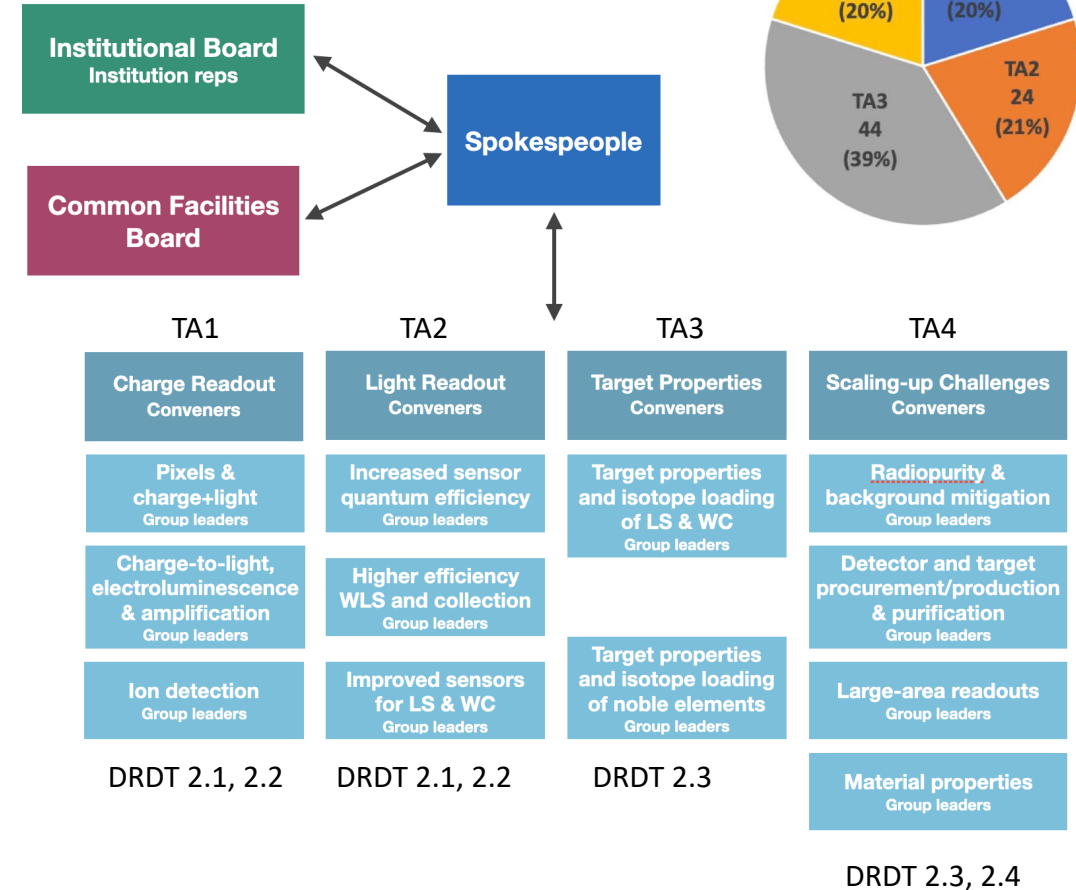 Institutional Board
Institution reps
Common Facilities
Board
Spokespeople
(20%)
(20%)
TA2
24
(21%)
TA3
44
(39%)
TA1
Charge Readout
Conveners
Pixels &
charge+light
Group leaders
Charge-to-light,
electroluminescence
& amplification
Group leaders
Ion detection
Group leaders
DRDT 2.1, 2.2
TA2
Light Readout
Conveners
Increased sensor
quantum efficiency
Group leaders
Higher efficiency
WLS and collection
Group leaders
Improved sensors
for LS & WC
Group leaders
DRDT 2.1, 2.2
TA3
Target Properties
Conveners
Target properties
and isotope loading
of LS & WC
Group leaders
Target properties
and isotope loading
of noble elements
Group leaders
DRDT 2.3
TA4
Scaling-up Challenges
Conveners
Radiopurity &
background mitigation
Group leaders
Detector and target
procurement/production
& purification
Group leaders
Large-area readouts
Group leaders
Material properties
Group leaders
DRDT 2.3, 2.4